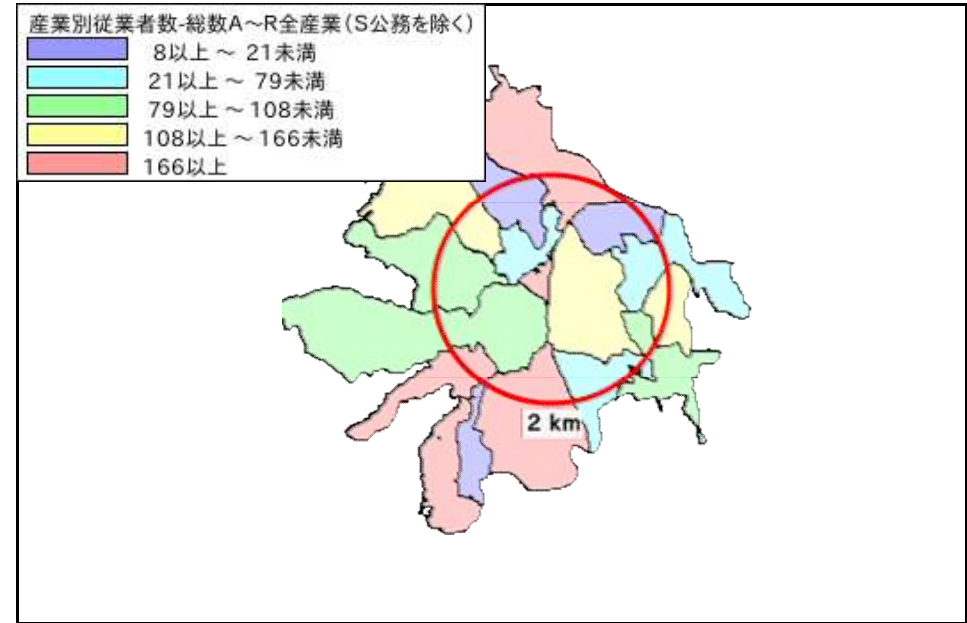 産業別従業者数-総数A～R全産業(S公務を除く)
8以上 ～ 21未満
21以上 ～ 79未満
79以上 ～ 108未満
108以上 ～ 166未満
166以上
2 km